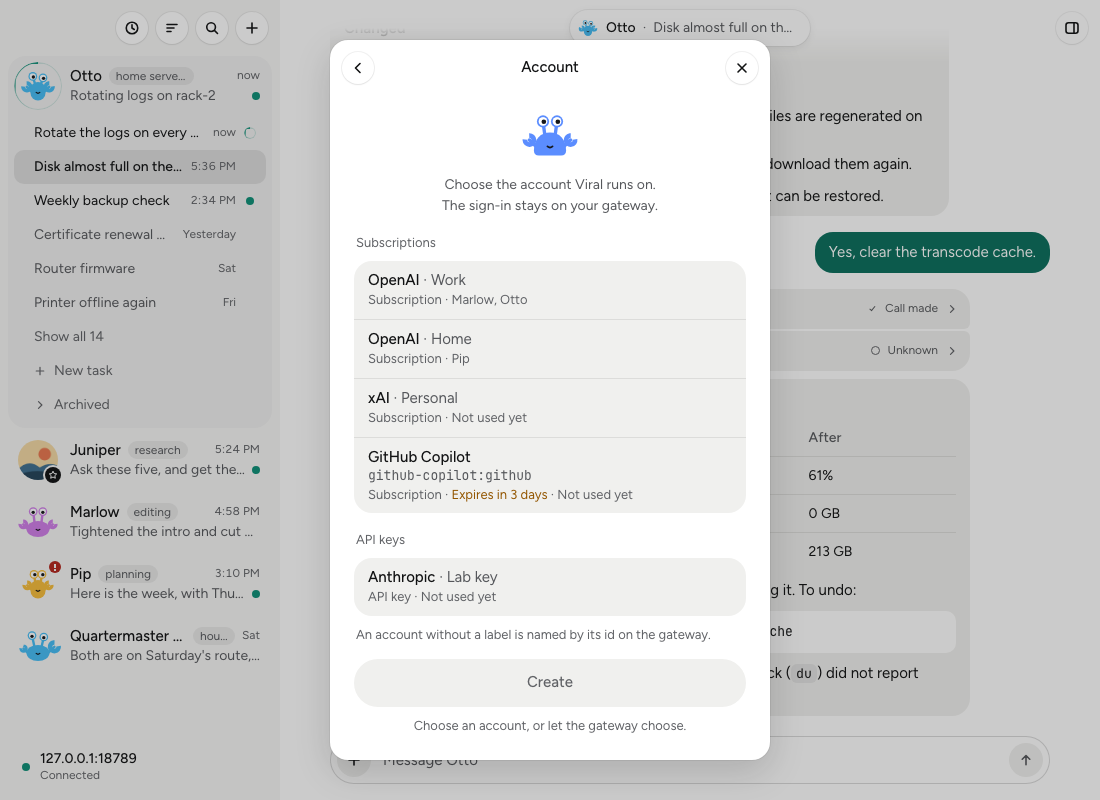 Otto
home serve...
now
Rotating logs on rack-2
Rotate the logs on every ...
now
Disk almost full on the...
5:36 PM
Weekly backup check
2:34 PM
Certificate renewal ...
Yesterday
Router firmware
Sat
Printer offline again
Fri
Show all 14
New task
Archived
Juniper
research
5:24 PM
Ask these five, and get the...
Marlow
editing
4:58 PM
Tightened the intro and cut ...
Pip
planning
3:10 PM
Here is the week, with Thu...
Quartermaster ...
hou...
Sat
Both are on Saturday's route,...
127.0.0.1:18789
Connected
Changed
Otto · Disk almost full on th...
iles are regenerated on
download them again.
can be restored.
Yes, clear the transcode cache.
Call made
Unknown
After
61%
0 GB
213 GB
g it. To undo:
che
ck (du) did not report
Message Otto
Account
Choose the account Viral runs on.
The sign-in stays on your gateway.
Subscriptions
OpenAI · Work
Subscription · Marlow, Otto
OpenAI · Home
Subscription · Pip
xAI · Personal
Subscription · Not used yet
GitHub Copilot
github-copilot:github
Subscription · Expires in 3 days · Not used yet
API keys
Anthropic · Lab key
API key · Not used yet
An account without a label is named by its id on the gateway.
Create
Choose an account, or let the gateway choose.